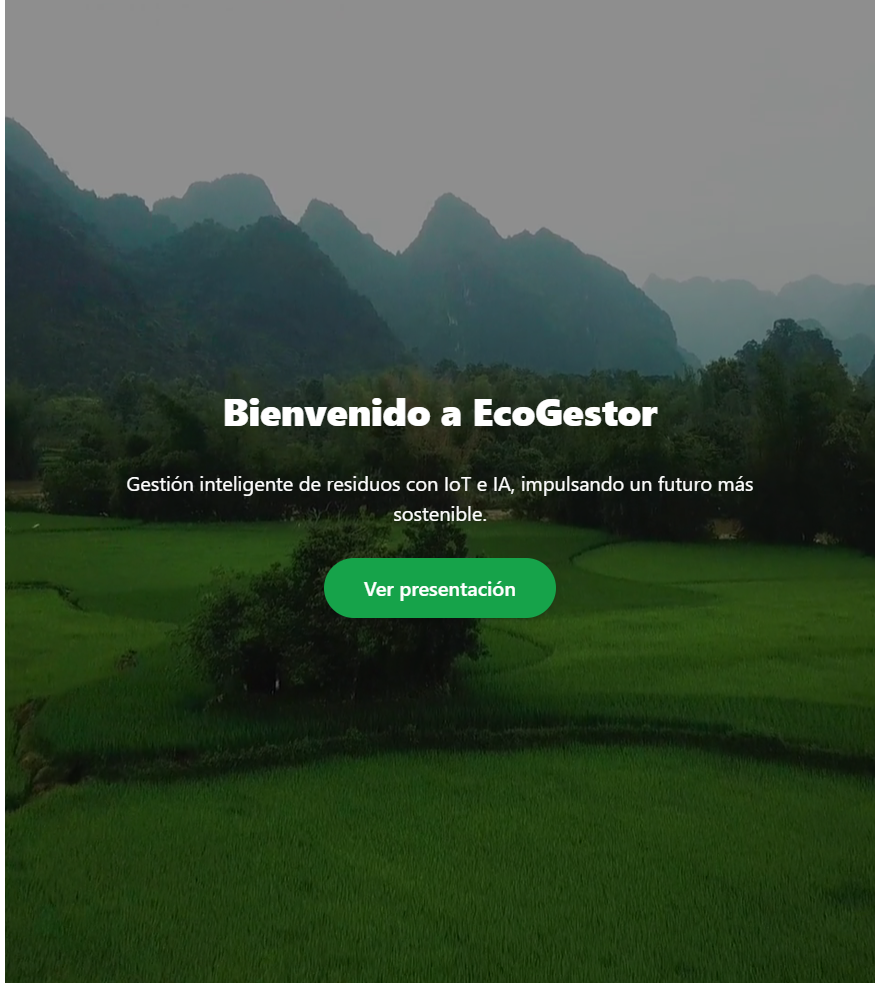 Bienvenido a EcoGestor
Gestión inteligente de residuos con IoT e IA, impulsando un futuro más
sostenible.
Ver presentación